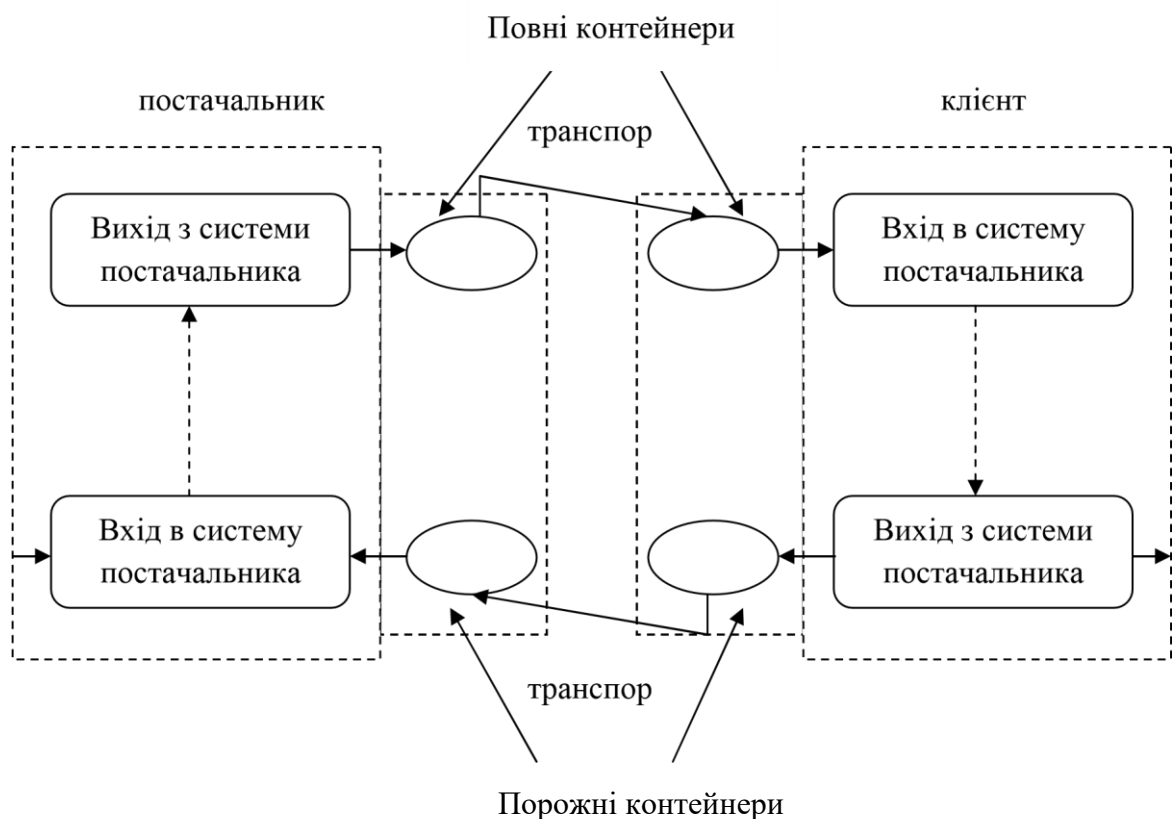 Повні контейнери
постачальник
клієнт
транспор
Вихід з системи
постачальника
Вхід в систему
постачальника
Вхід в систему
постачальника
Вихід з системи
постачальника
транспор
Порожні контейнери